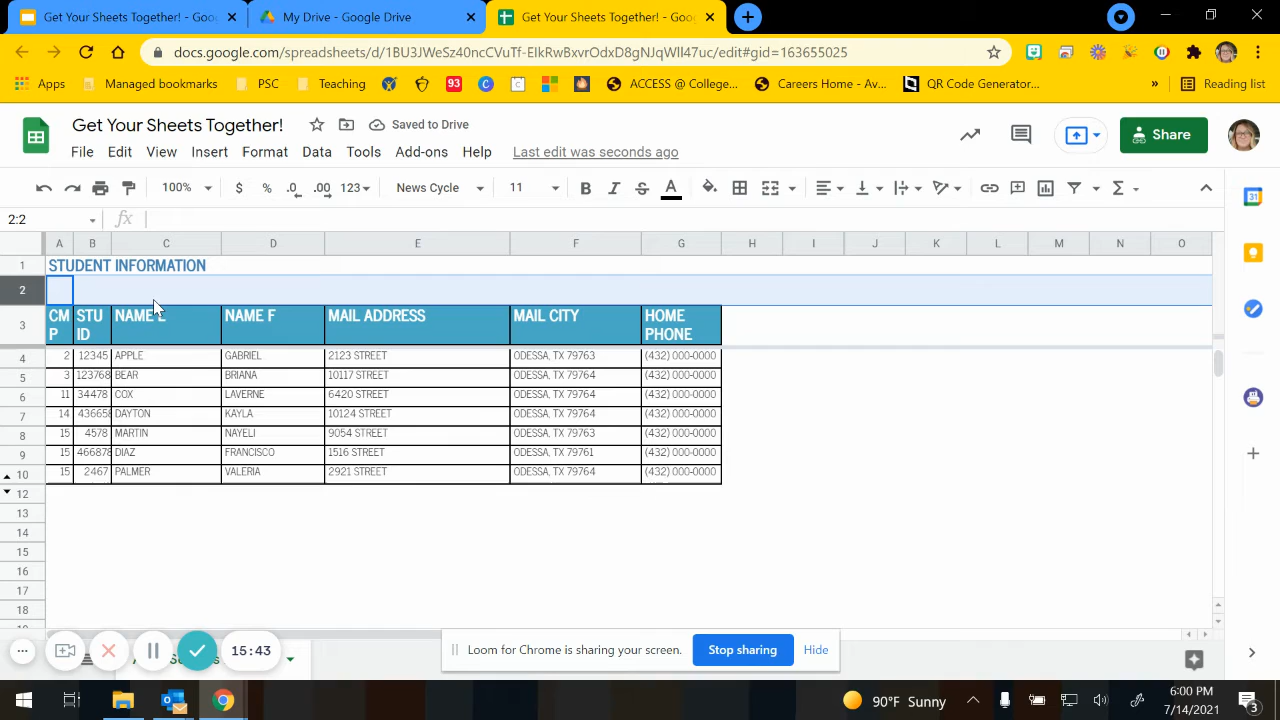 Get Your Sheets Together! - Goog
My Drive - Google Drive
Get Your Sheets Together! - Goog
docs.google.com/spreadsheets/d/1BU3JWeSz40ncCVuTf-EIkRwBxvrOdxD8gNJqWll47uc/edit#gid=163655025
Apps
Managed bookmarks
PSC
Teaching
93
ACCESS @ College...
Careers Home - Av...
QR Code Generator...
»
Reading list
Get Your Sheets Together!
Saved to Drive
Share
File Edit View Insert Format Data Tools Add-ons Help Last edit was seconds ago
100% $ % .0 .00 123 News Cycle 11 B I S A
2:2 fx
A B C D E F G H I J K L M N O
1 STUDENT INFORMATION
2
3 CM P STU ID NAME L NAME F MAIL ADDRESS MAIL CITY HOME PHONE
4 2 12345 APPLE GABRIEL 2123 STREET ODESSA, TX 79763 (432) 000-0000
5 3 123768 BEAR BRIANA 10117 STREET ODESSA, TX 79764 (432) 000-0000
6 11 34478 COX LAVERNE 6420 STREET ODESSA, TX 79764 (432) 000-0000
7 14 436658 DAYTON KAYLA 10124 STREET ODESSA, TX 79764 (432) 000-0000
8 15 4578 MARTIN NAYELI 9054 STREET ODESSA, TX 79763 (432) 000-0000
9 15 466878 DIAZ FRANCISCO 1516 STREET ODESSA, TX 79761 (432) 000-0000
10 15 2467 PALMER VALERIA 2921 STREET ODESSA, TX 79764 (432) 000-0000
12
13
14
15
16
17
18
15:43
Loom for Chrome is sharing your screen.
Stop sharing
Hide
90°F Sunny
6:00 PM
7/14/2021
3